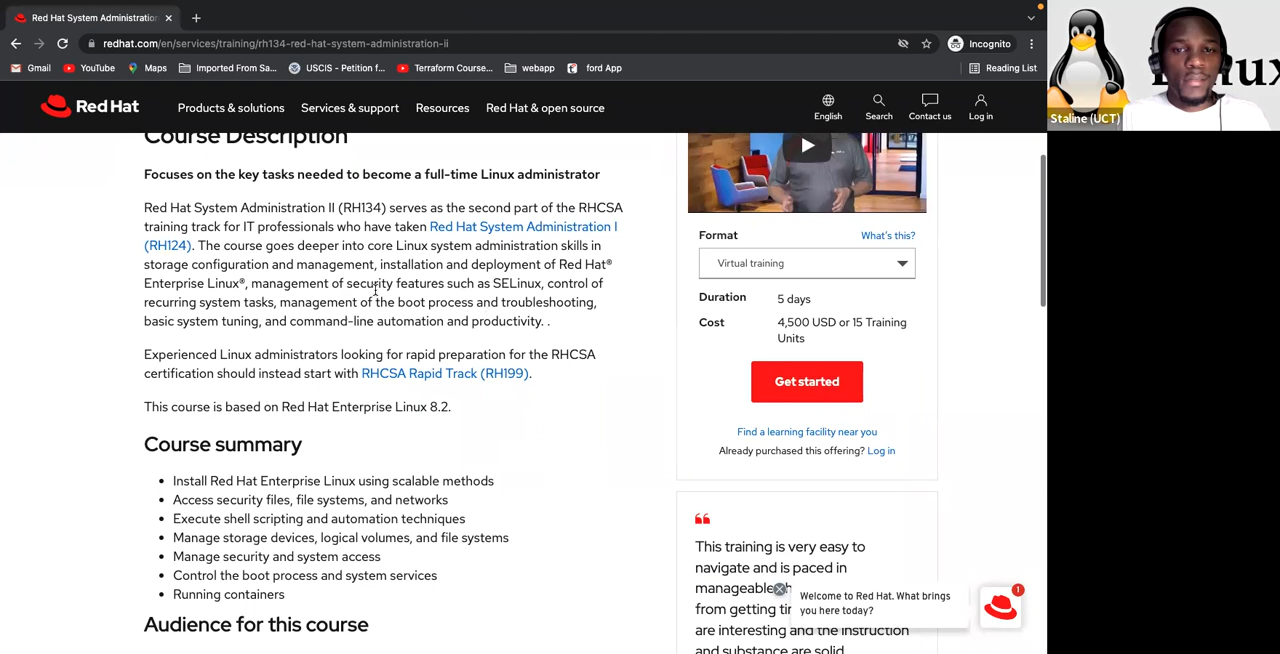 Red Hat System Administration
redhat.com/en/services/training/rh134-red-hat-system-administration-ii
Incognito
Gmail
YouTube
Maps
Imported From Sa...
USCIS - Petition f...
Terraform Course...
webapp
ford App
Reading List
Red Hat
Products & solutions
Services & support
Resources
Red Hat & open source
English
Search
Contact us
Log in
Staline (UCT)
Course Description
Focuses on the key tasks needed to become a full-time Linux administrator
Red Hat System Administration II (RH134) serves as the second part of the RHCSA
training track for IT professionals who have taken Red Hat System Administration I
(RH124). The course goes deeper into core Linux system administration skills in
storage configuration and management, installation and deployment of Red Hat®
Enterprise Linux®, management of security features such as SELinux, control of
recurring system tasks, management of the boot process and troubleshooting,
basic system tuning, and command-line automation and productivity. .
Experienced Linux administrators looking for rapid preparation for the RHCSA
certification should instead start with RHCSA Rapid Track (RH199).
This course is based on Red Hat Enterprise Linux 8.2.
Course summary
• Install Red Hat Enterprise Linux using scalable methods
• Access security files, file systems, and networks
• Execute shell scripting and automation techniques
• Manage storage devices, logical volumes, and file systems
• Manage security and system access
• Control the boot process and system services
• Running containers
Audience for this course
Format
What's this?
Virtual training
Duration
5 days
Cost
4,500 USD or 15 Training
Units
Get started
Find a learning facility near you
Already purchased this offering? Log in
This training is very easy to
navigate and is paced in
manageable
from getting
are interesting and the instruction
and substance are solid.
Welcome to Red Hat. What brings
you here today?
1